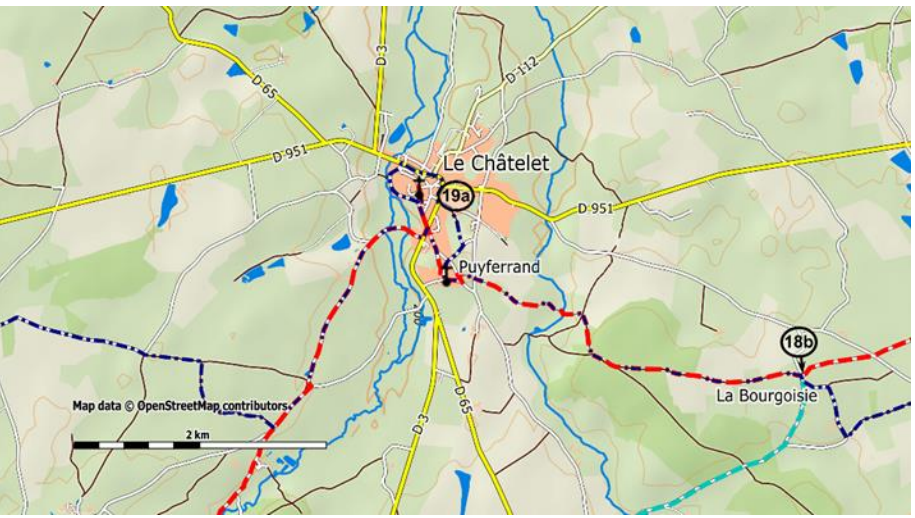 D 3
D 65
D 112
D 951
Le Châtelet
19a
D 951
Puyferrand
200
18b
La Bourgoisie
Map data © OpenStreetMap contributors
2 km
D 3
D 65